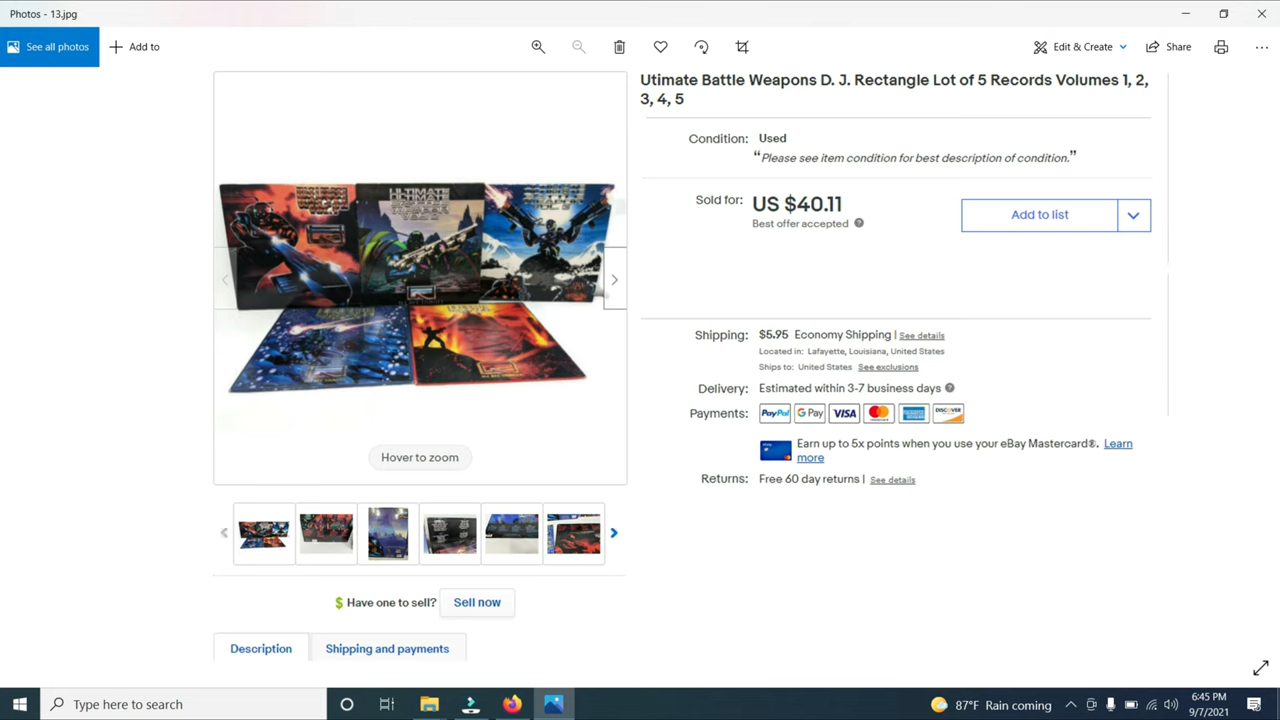 Photos - 13.jpg
See all photos
Add to
Edit & Create
Share
Utimate Battle Weapons D. J. Rectangle Lot of 5 Records Volumes 1, 2,
3, 4, 5
Condition: Used
“Please see item condition for best description of condition.”
Sold for: US $40.11
Best offer accepted
Add to list
ULTIMATE
ULTIMATE
Shipping: $5.95 Economy Shipping | See details
Located in: Lafayette, Louisiana, United States
Ships to: United States See exclusions
Delivery: Estimated within 3-7 business days
Payments: PayPal G Pay VISA MasterCard DISCOVER
Earn up to 5x points when you use your eBay Mastercard®. Learn
more
Returns: Free 60 day returns | See details
Hover to zoom
Have one to sell? Sell now
Description
Shipping and payments
Type here to search
87°F Rain coming
6:45 PM
9/7/2021